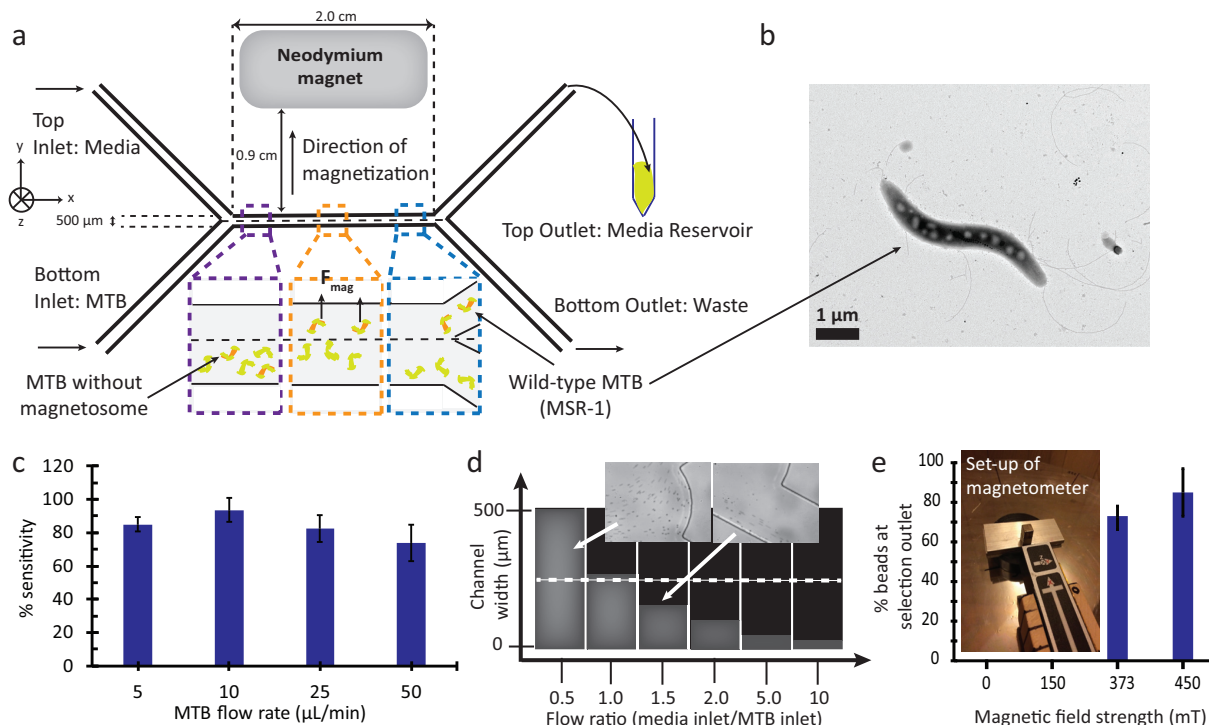 a
2.0 cm
Neodymium
magnet
Top
Inlet: Media
0.9 cm
Direction of
magnetization
y
x
z
500 µm
Top Outlet: Media Reservoir
Bottom
Inlet: MTB
Fmag
Bottom Outlet: Waste
MTB without
magnetosome
Wild-type MTB
(MSR-1)
b
1 µm
c
% sensitivity
120
100
80
60
40
20
0
5
10
25
50
MTB flow rate (µL/min)
d
Channel
width (µm)
500
0
0.5
1.0
1.5
2.0
5.0
10
Flow ratio (media inlet/MTB inlet)
e
Set-up of
magnetometer
% beads at
selection outlet
100
80
60
40
20
0
0
150
373
450
Magnetic field strength (mT)